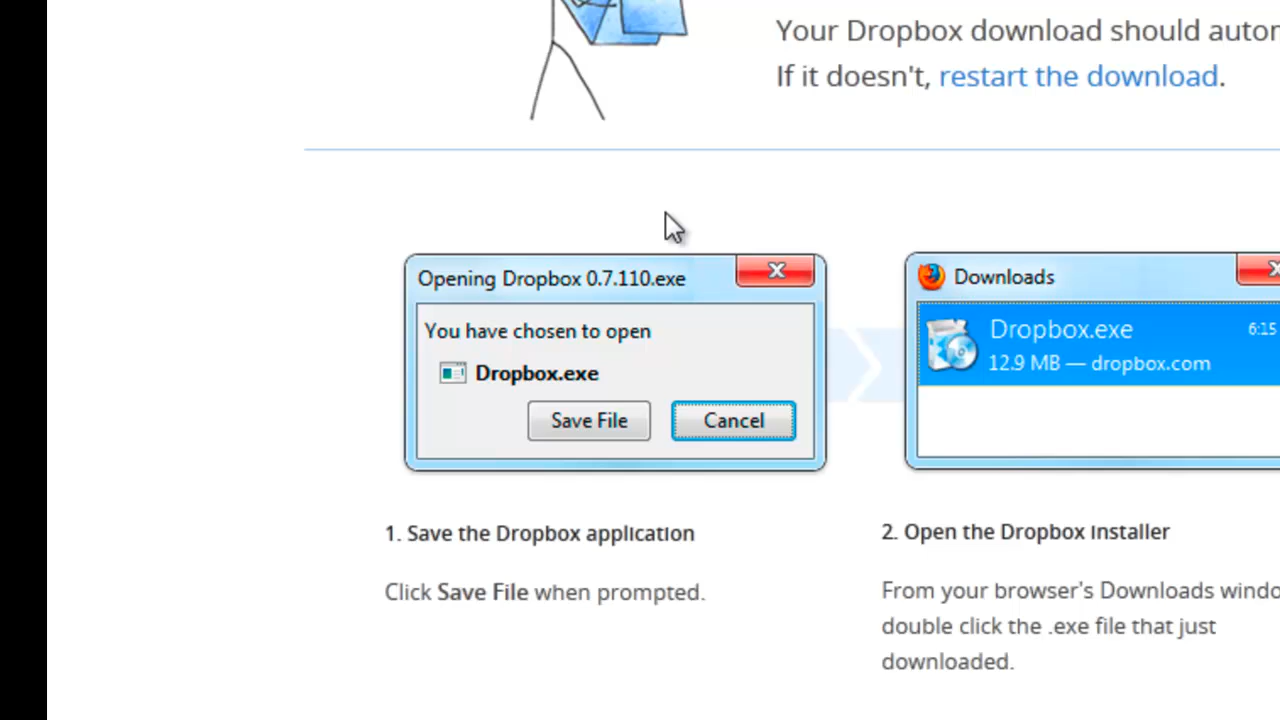 Your Dropbox download should
If it doesn't, restart the download.
Opening Dropbox 0.7.110.exe
You have chosen to open
Dropbox.exe
Save File
Cancel
Downloads
Dropbox.exe
6:15
12.9 MB — dropbox.com
1. Save the Dropbox application
Click Save File when prompted.
2. Open the Dropbox Installer
From your browser's Downloads
double click the .exe file that just
downloaded.